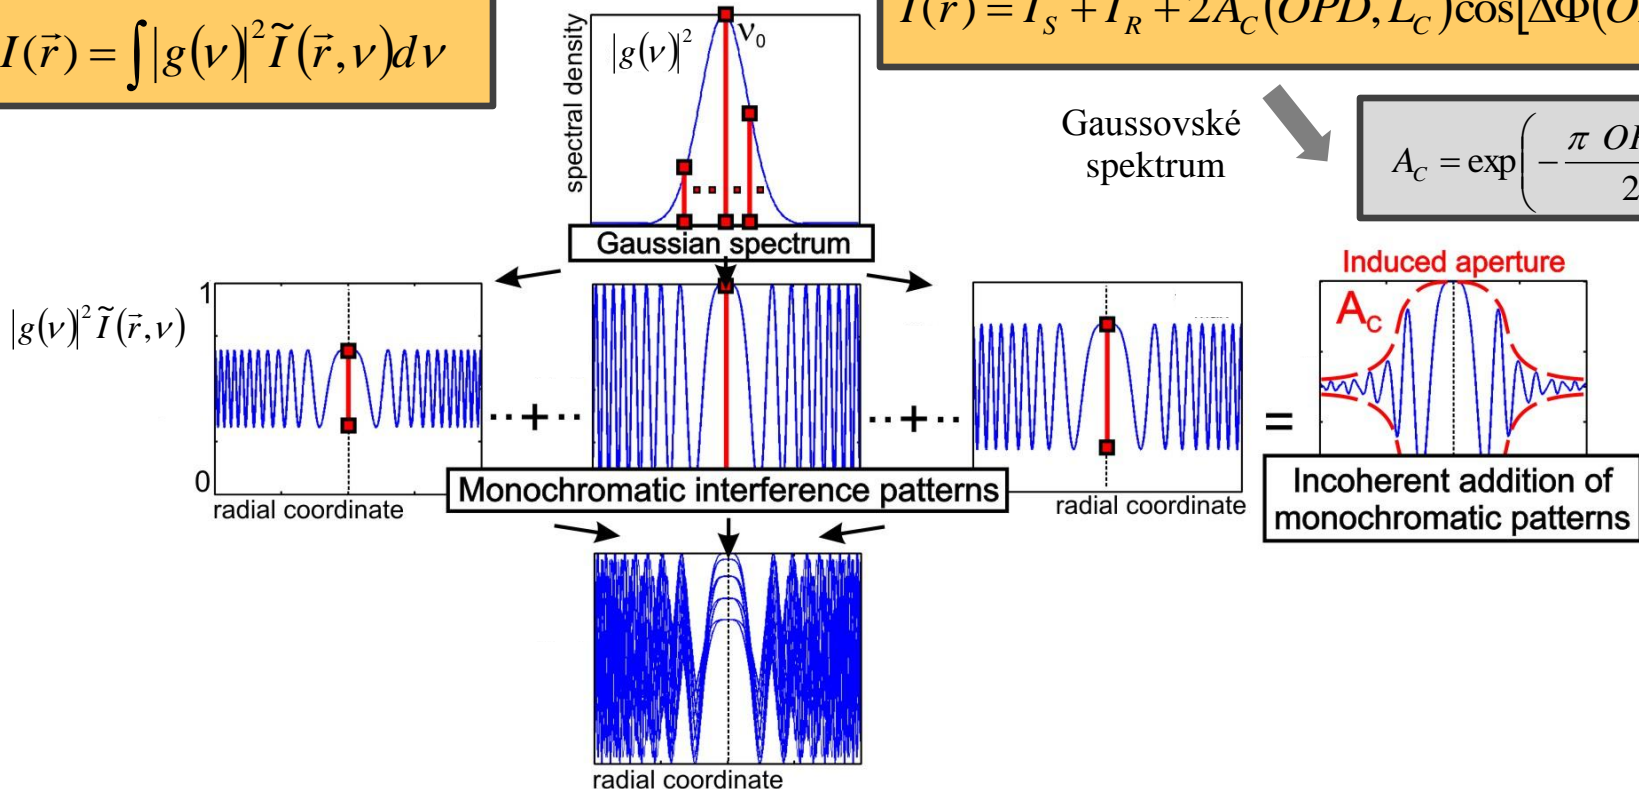 I(r⃗) = ∫|g(ν)|² Ĩ(r⃗,ν)dν
I(r) = I_S + I_R + 2A_C(OPD, L_C)cos[ΔΦ(O
spectral density
|g(ν)|²
ν₀
Gaussovské
spektrum
A_C = exp(− π OP
2
Gaussian spectrum
|g(ν)|² Ĩ(r⃗,ν)
1
0
radial coordinate
··+··
Monochromatic interference patterns
··+··
radial coordinate
=
Induced aperture
A_C
Incoherent addition of
monochromatic patterns
radial coordinate